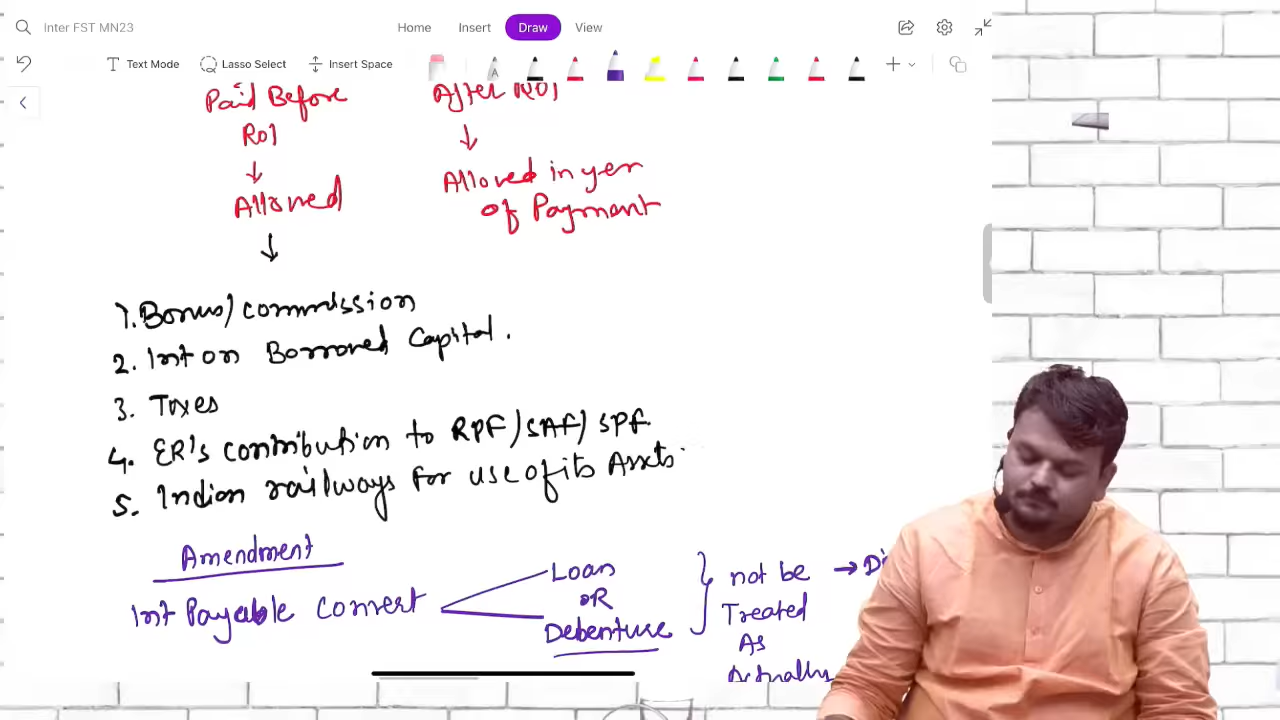 Inter FST MN23
Home Insert Draw View
Text Mode Lasso Select Insert Space
Paid Before
ROI
Allowed
After ROI
Allowed in year
of Payment
1. Bonus/commission
2. Int on Borrowed Capital.
3. Taxes
4. ER's contribution to RPF/SAF/SPF
5. Indian railways for use of its Assets
Amendment
Int Payable Convert
Loan
OR
Debenture
not be
Treated
As
Actually